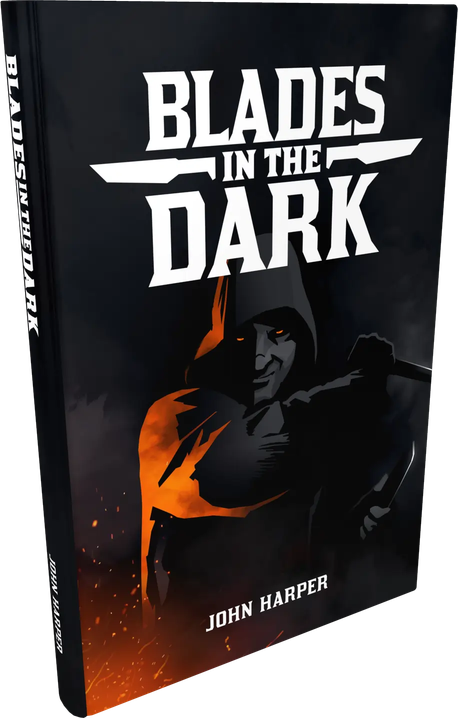 BLADES
IN THE
DARK
JOHN HARPER
BLADES IN THE DARK
JOHN HARPER